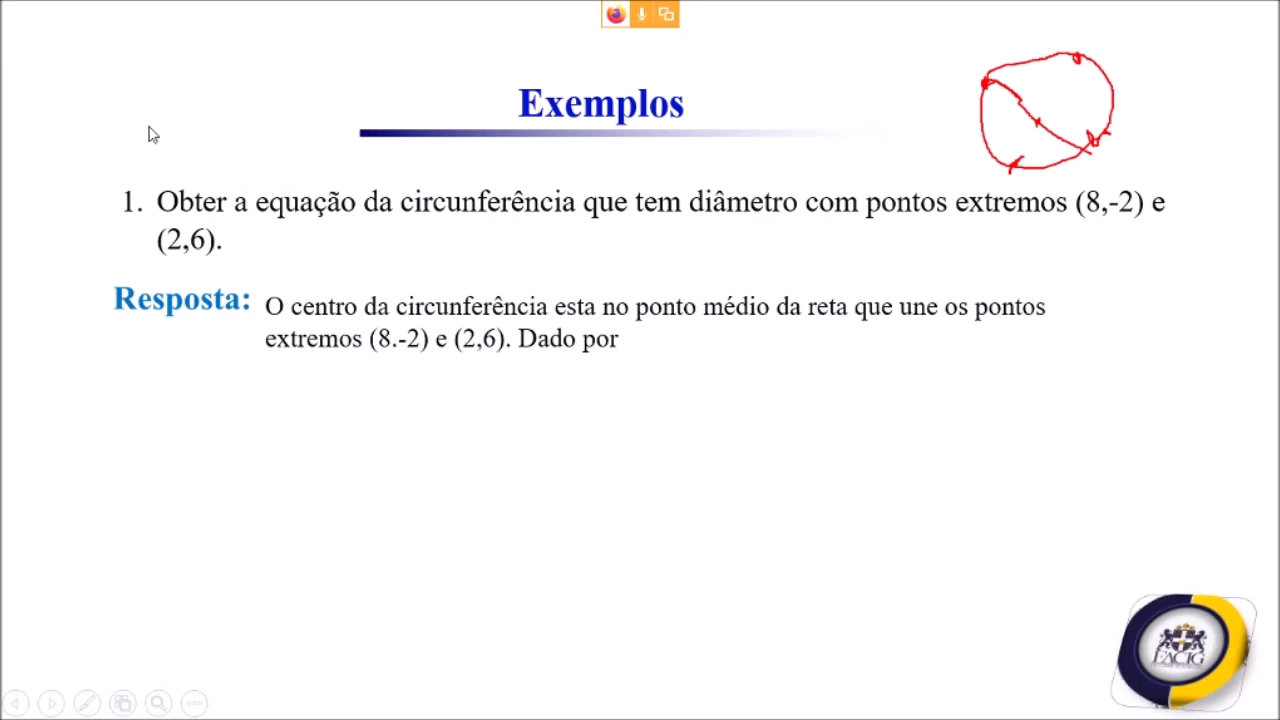 Exemplos
1. Obter a equação da circunferência que tem diâmetro com pontos extremos (8,-2) e
(2,6).
Resposta: O centro da circunferência esta no ponto médio da reta que une os pontos
extremos (8.-2) e (2,6). Dado por
FACIG